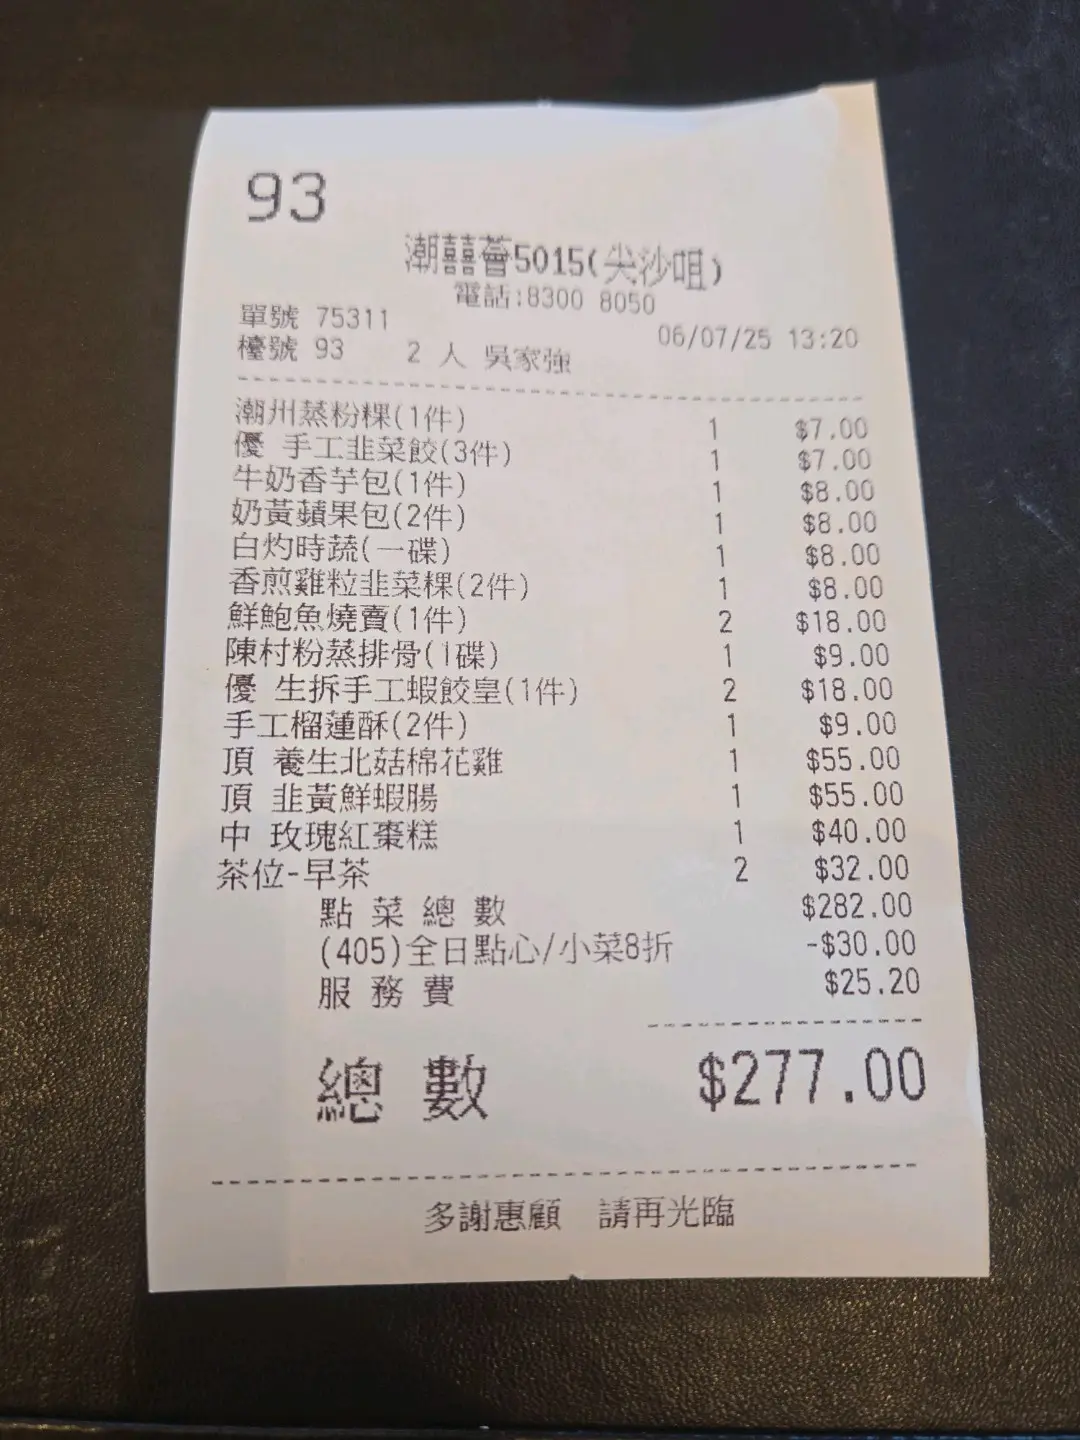 93
潮囍薈5015(尖沙咀)
電話:8300 8050
單號 75311
06/07/25 13:20
檯號 93 2 人 吳家強
潮州蒸粉粿(1件) 1 $7.00
優 手工韭菜餃(3件) 1 $7.00
牛奶香芋包(1件) 1 $8.00
奶黃蘋果包(2件) 1 $8.00
白灼時蔬(一碟) 1 $8.00
香煎雞粒韭菜粿(2件) 1 $8.00
鮮鮑魚燒賣(1件) 2 $18.00
陳村粉蒸排骨(1碟) 1 $9.00
優 生拆手工蝦餃皇(1件) 2 $18.00
手工榴蓮酥(2件) 1 $9.00
頂 養生北菇棉花雞 1 $55.00
頂 韭黃鮮蝦腸 1 $55.00
中 玫瑰紅棗糕 1 $40.00
茶位-早茶 2 $32.00
點 菜 總 數 $282.00
(405)全日點心/小菜8折 -$30.00
服 務 費 $25.20
總 數 $277.00
多謝惠顧 請再光臨